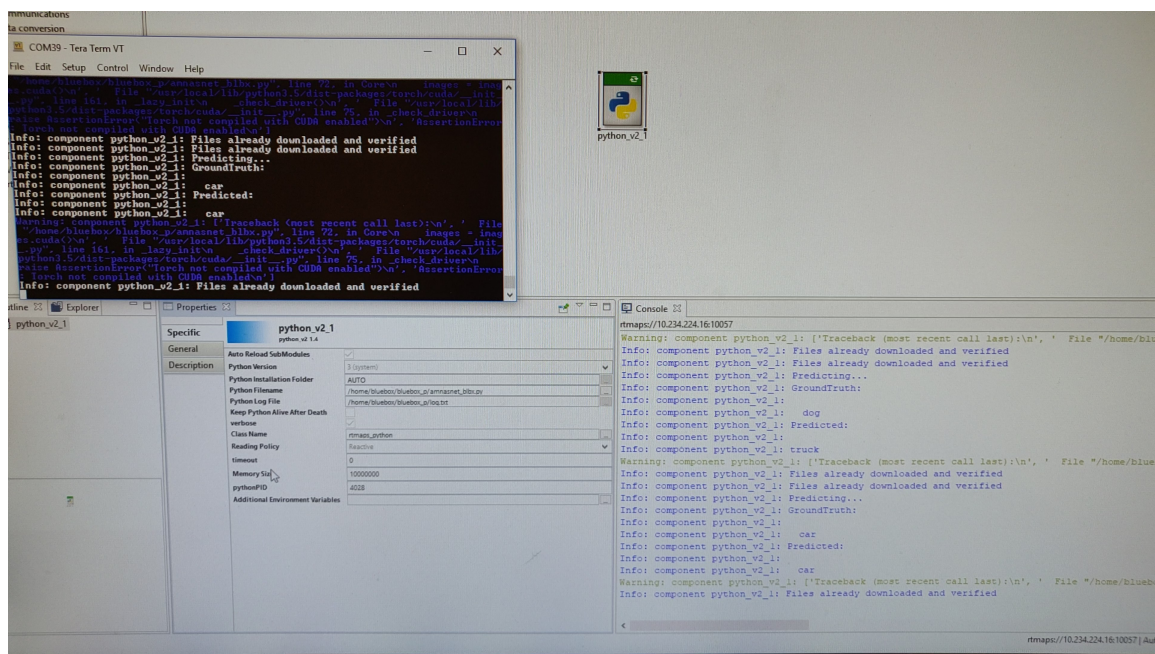 mmunications
ta conversion
COM39 - Tera Term VT
File Edit Setup Control Window Help
"/home/bluebox/bluebox_p/amnasnet_blbx.py", line 72, in Core\n images = imag
es.cuda()\n', ' File "/usr/local/lib/python3.5/dist-packages/torch/cuda/__init_
_.py", line 161, in _lazy_init\n _check_driver()\n', ' File "/usr/local/lib/
python3.5/dist-packages/torch/cuda/__init__.py", line 75, in _check_driver\n
raise AssertionError("Torch not compiled with CUDA enabled")\n', 'AssertionError
: Torch not compiled with CUDA enabled\n']
Info: component python_v2_1: Files already downloaded and verified
Info: component python_v2_1: Files already downloaded and verified
Info: component python_v2_1: Predicting...
Info: component python_v2_1: GroundTruth:
Info: component python_v2_1:
Info: component python_v2_1: car
Info: component python_v2_1: Predicted:
Info: component python_v2_1:
Info: component python_v2_1: car
Warning: component python_v2_1: ['Traceback (most recent call last):\n', ' File
"/home/bluebox/bluebox_p/amnasnet_blbx.py", line 72, in Core\n images = imag
es.cuda()\n', ' File "/usr/local/lib/python3.5/dist-packages/torch/cuda/__init_
_.py", line 161, in _lazy_init\n _check_driver()\n', ' File "/usr/local/lib/
python3.5/dist-packages/torch/cuda/__init__.py", line 75, in _check_driver\n
raise AssertionError("Torch not compiled with CUDA enabled")\n', 'AssertionError
: Torch not compiled with CUDA enabled\n']
Info: component python_v2_1: Files already downloaded and verified
python_v2_1
utline Explorer
python_v2_1
Properties
Specific
General
Description
python_v2_1
python_v2 1.4
Auto Reload SubModules
Python Version 3 (system)
Python Installation Folder AUTO
Python Filename /home/bluebox/bluebox_p/amnasnet_blbx.py
Python Log File /home/bluebox/bluebox_p/log.txt
Keep Python Alive After Death
verbose
Class Name rtmaps_python
Reading Policy Reactive
timeout 0
Memory Siz 10000000
pythonPID 4028
Additional Environment Variables
Console
rtmaps://10.234.224.16:10057
Warning: component python_v2_1: ['Traceback (most recent call last):\n', ' File "/home/blu
Info: component python_v2_1: Files already downloaded and verified
Info: component python_v2_1: Files already downloaded and verified
Info: component python_v2_1: Predicting...
Info: component python_v2_1: GroundTruth:
Info: component python_v2_1:
Info: component python_v2_1: dog
Info: component python_v2_1: Predicted:
Info: component python_v2_1:
Info: component python_v2_1: truck
Warning: component python_v2_1: ['Traceback (most recent call last):\n', ' File "/home/blue
Info: component python_v2_1: Files already downloaded and verified
Info: component python_v2_1: Files already downloaded and verified
Info: component python_v2_1: Predicting...
Info: component python_v2_1: GroundTruth:
Info: component python_v2_1:
Info: component python_v2_1: car
Info: component python_v2_1: Predicted:
Info: component python_v2_1:
Info: component python_v2_1: car
Warning: component python_v2_1: ['Traceback (most recent call last):\n', ' File "/home/blueb
Info: component python_v2_1: Files already downloaded and verified
rtmaps://10.234.224.16:10057 | Au